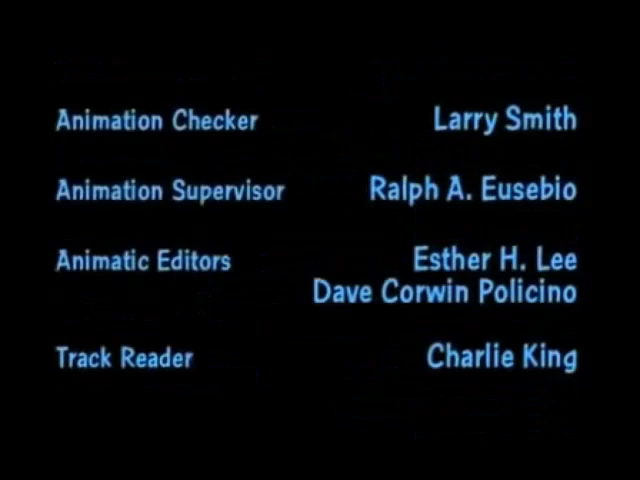 Animation Checker Larry Smith
Animation Supervisor Ralph A. Eusebio
Animatic Editors Esther H. Lee
Dave Corwin Policino
Track Reader Charlie King